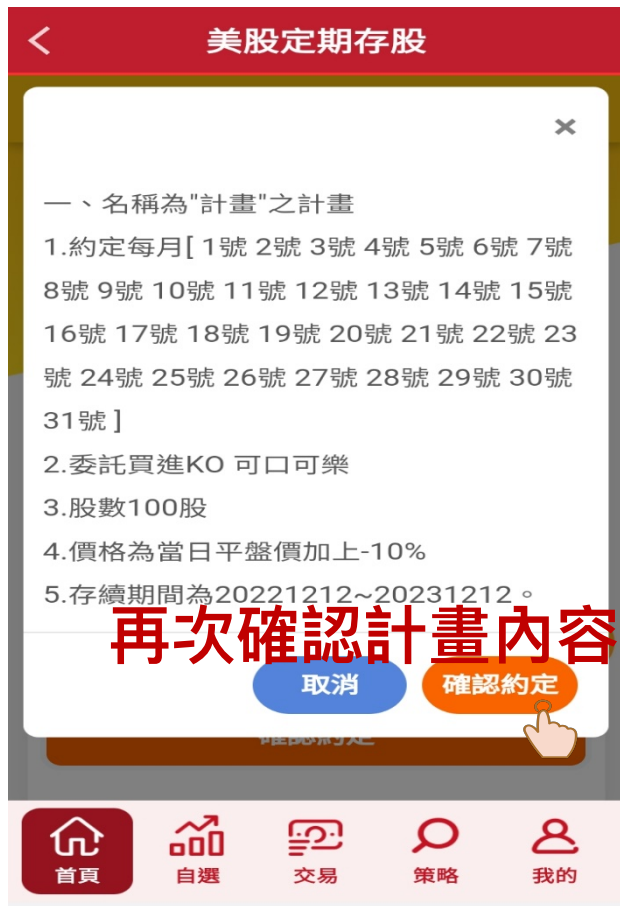 美股定期存股
一、名稱為"計畫"之計畫
1.約定每月[ 1號 2號 3號 4號 5號 6號 7號
8號 9號 10號 11號 12號 13號 14號 15號
16號 17號 18號 19號 20號 21號 22號 23
號 24號 25號 26號 27號 28號 29號 30號
31號 ]
2.委託買進KO 可口可樂
3.股數100股
4.價格為當日平盤價加上-10%
5.存續期間為20221212~20231212。
再次確認計畫內容
取消 確認約定
確認約定
首頁 自選 交易 策略 我的